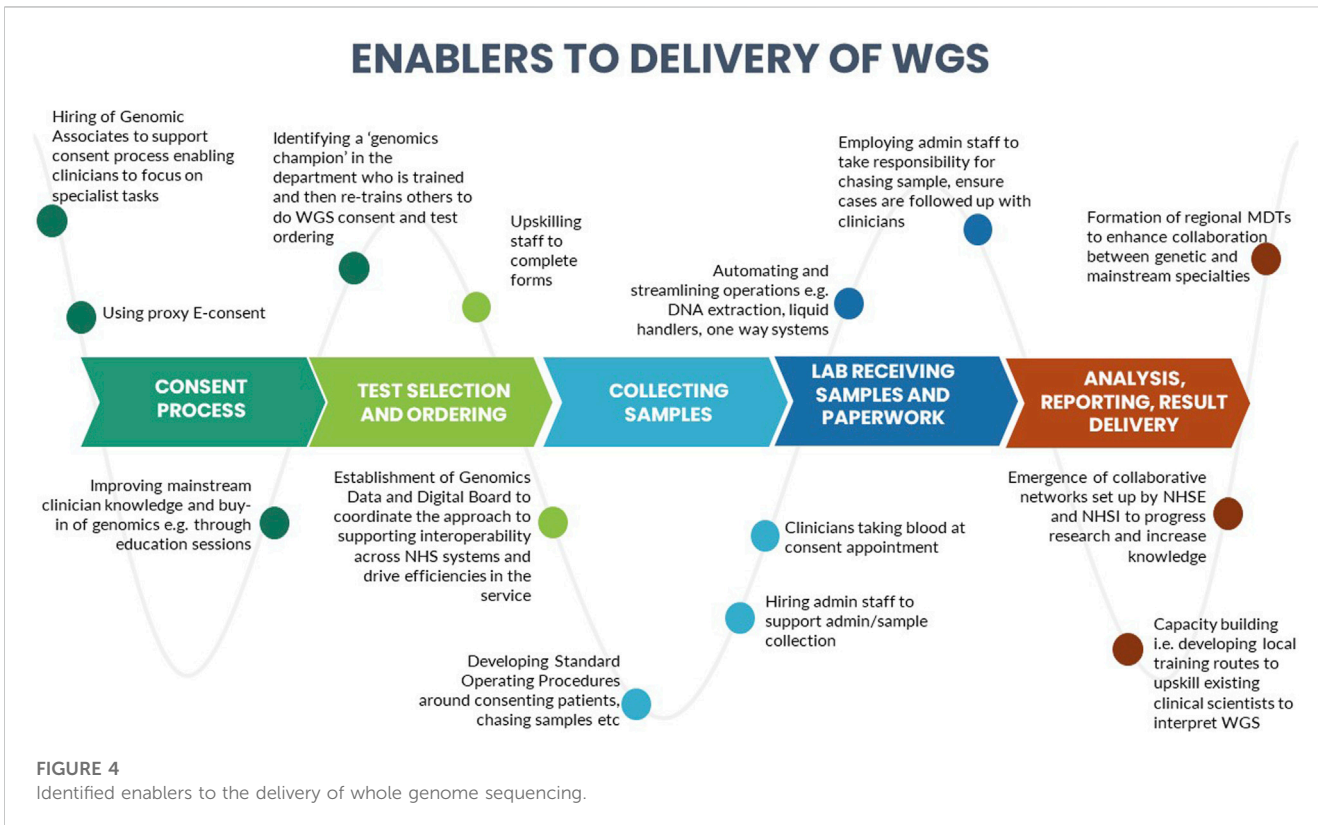 ENABLERS TO DELIVERY OF WGS
Hiring of Genomic
Associates to support
consent process enabling
clinicians to focus on
specialist tasks
Using proxy E-consent
Identifying a ‘genomics
champion’ in the
department who is trained
and then re-trains others to
do WGS consent and test
ordering
Upskilling
staff to
complete
forms
Automating and
streamlining operations e.g.
DNA extraction, liquid
handlers, one way systems
Employing admin staff to
take responsibility for
chasing sample, ensure
cases are followed up with
clinicians
Formation of regional MDTs
to enhance collaboration
between genetic and
mainstream specialties
CONSENT
PROCESS
TEST SELECTION
AND ORDERING
COLLECTING
SAMPLES
LAB RECEIVING
SAMPLES AND
PAPERWORK
ANALYSIS,
REPORTING, RESULT
DELIVERY
Improving mainstream
clinician knowledge and buy-
in of genomics e.g. through
education sessions
Establishment of Genomics
Data and Digital Board to
coordinate the approach to
supporting interoperability
across NHS systems and
drive efficiencies in the
service
Developing Standard
Operating Procedures
around consenting patients,
chasing samples etc
Clinicians taking blood at
consent appointment
Hiring admin staff to
support admin/sample
collection
Emergence of collaborative
networks set up by NHSE
and NHSI to progress
research and increase
knowledge
Capacity building
i.e. developing local
training routes to
upskill existing
clinical scientists to
interpret WGS
FIGURE 4
Identified enablers to the delivery of whole genome sequencing.